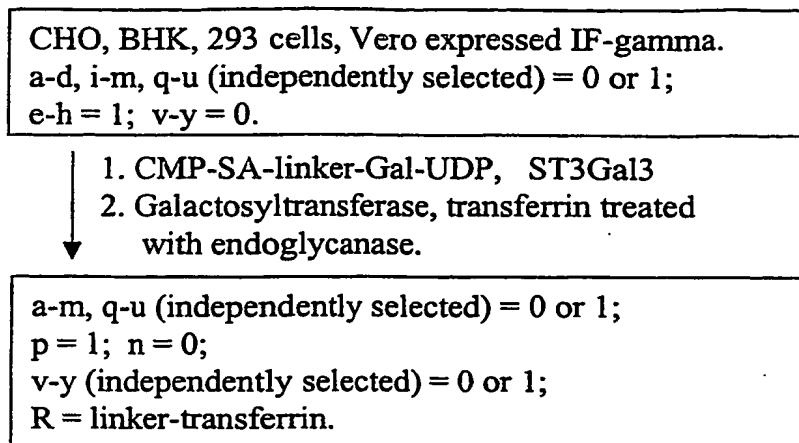 CHO, BHK, 293 cells, Vero expressed IF-gamma.
a-d, i-m, q-u (independently selected) = 0 or 1;
e-h = 1; v-y = 0.
1. CMP-SA-linker-Gal-UDP, ST3Gal3
2. Galactosyltransferase, transferrin treated
with endoglycanase.
a-m, q-u (independently selected) = 0 or 1;
p = 1; n = 0;
v-y (independently selected) = 0 or 1;
R = linker-transferrin.